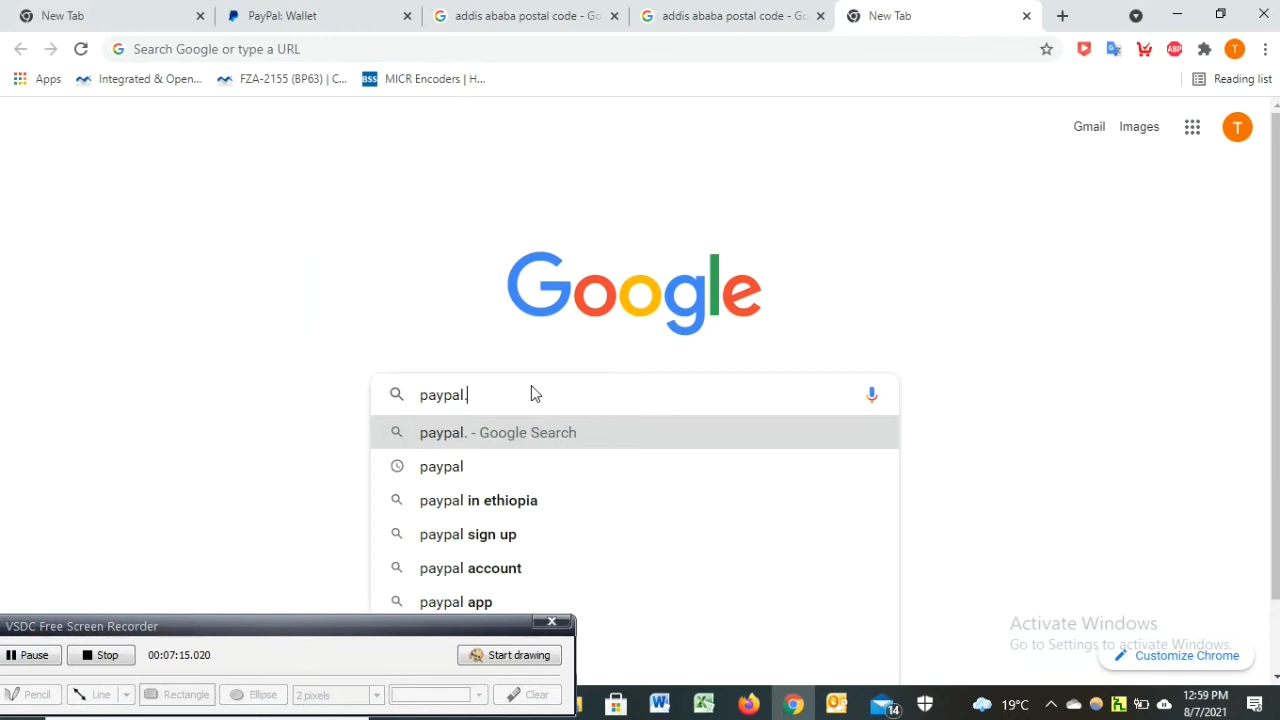 New Tab
PayPal: Wallet
addis ababa postal code - Go
addis ababa postal code - Go
New Tab
Search Google or type a URL
ABP
T
Apps
Integrated & Open...
FZA-2155 (BP63) | C...
BSS
MICR Encoders | H...
Reading list
Gmail
Images
T
Google
paypal.
paypal. - Google Search
paypal
paypal in ethiopia
paypal sign up
paypal account
paypal app
VSDC Free Screen Recorder
Pause
Stop
00:07:15.020
Start drawing
Pencil
Line
Rectangle
Ellipse
2 pixels
Clear
Activate Windows
Go to Settings to activate Windows.
Customize Chrome
14
19°C
12:59 PM
8/7/2021